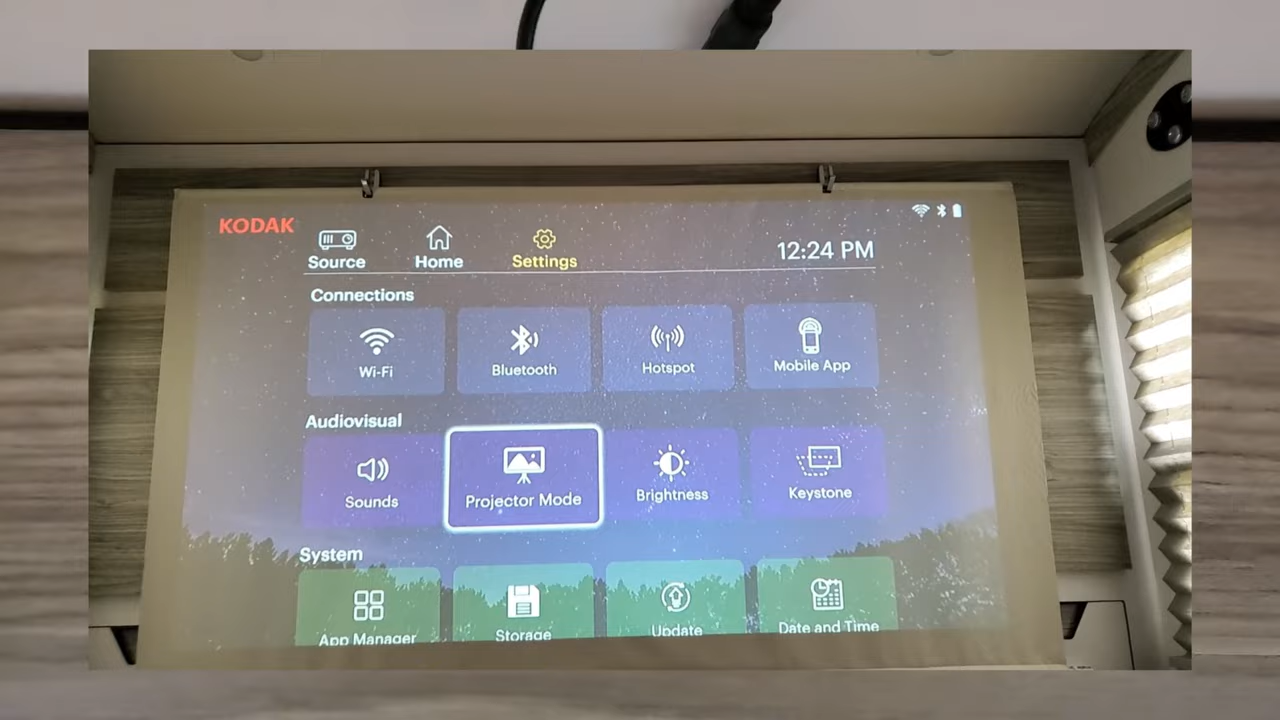 KODAK
Source
Home
Settings
12:24 PM
Connections
Wi-Fi
Bluetooth
Hotspot
Mobile App
Audiovisual
Sounds
Projector Mode
Brightness
Keystone
System
App Manager
Storage
Update
Date and Time